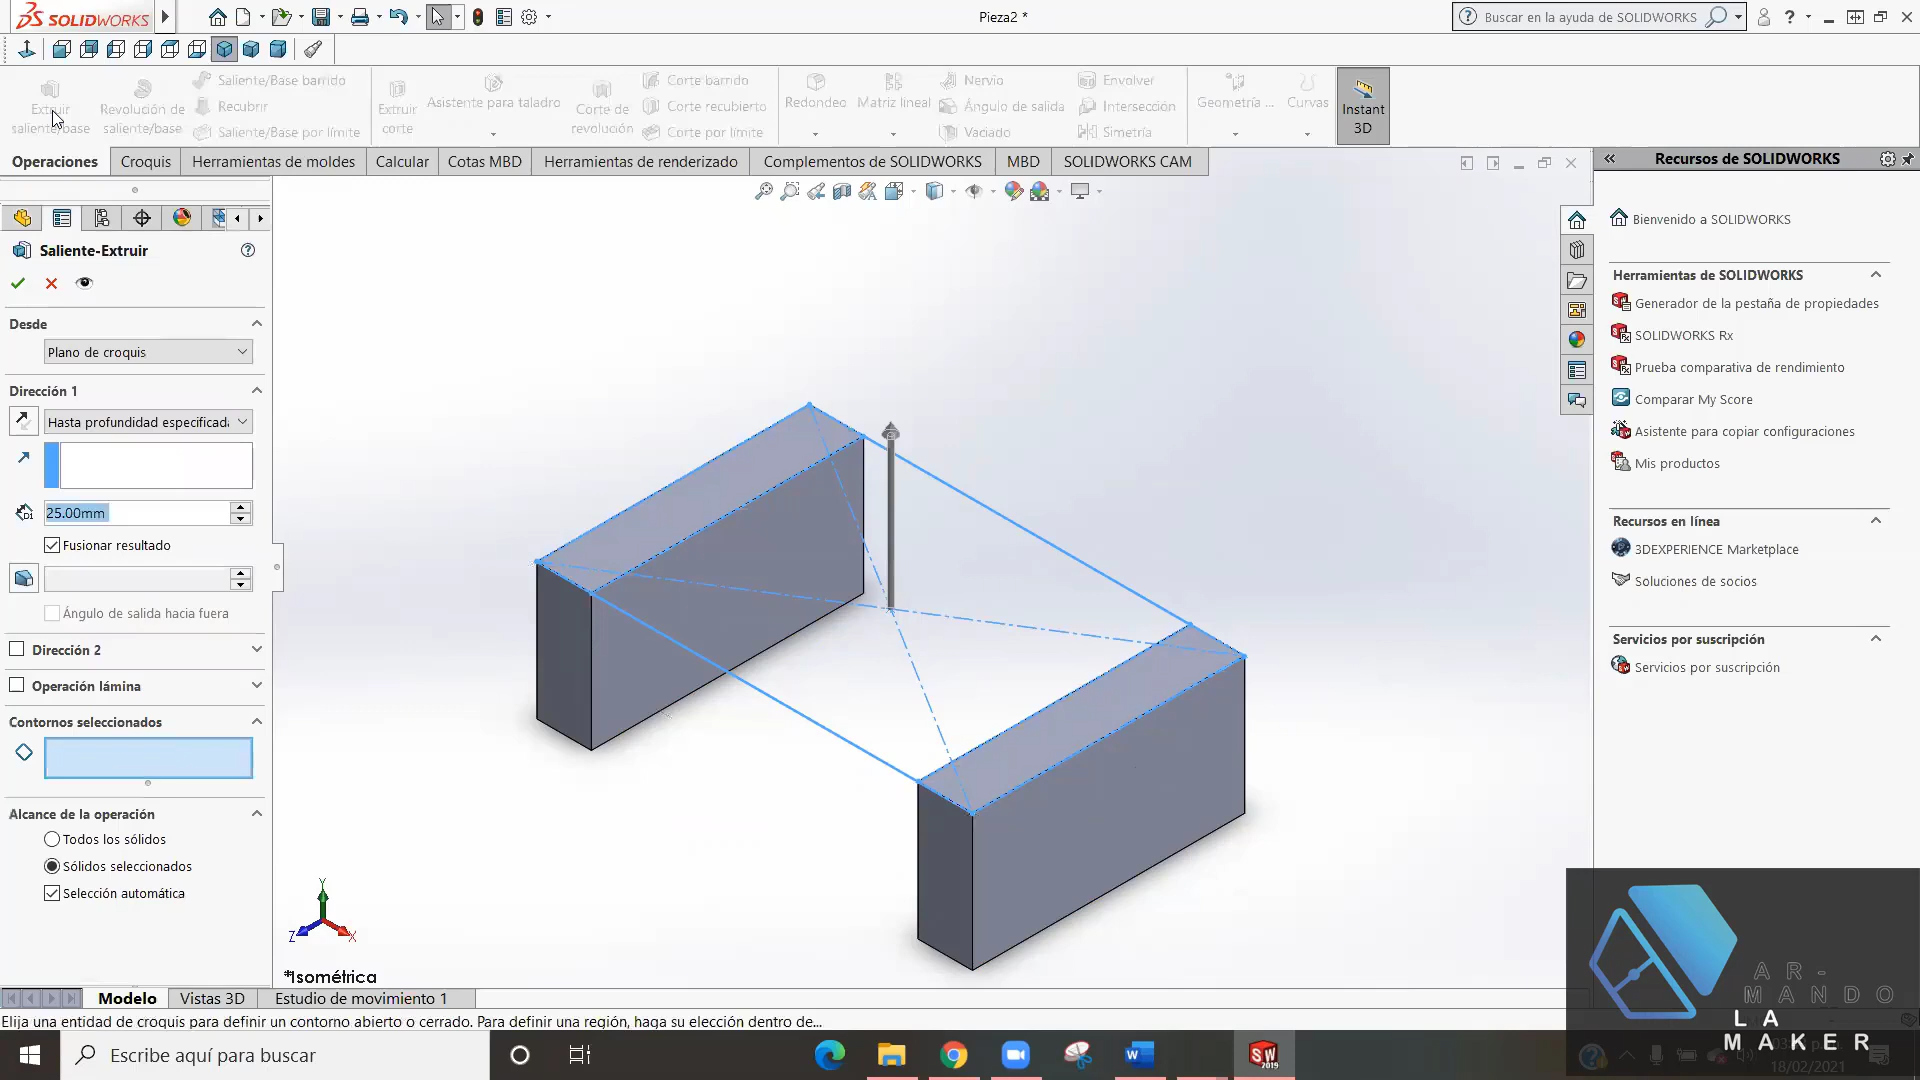 SOLIDWORKS
Pieza2 *
Buscar en la ayuda de SOLIDWORKS
Extruir saliente/base
Revolución de saliente/base
Saliente/Base barrido
Recubrir
Saliente/Base por límite
Extruir corte
Asistente para taladro
Corte de revolución
Corte barrido
Corte recubierto
Corte por límite
Redondeo
Matriz lineal
Nervio
Ángulo de salida
Vaciado
Envolver
Intersección
Simetría
Geometría ...
Curvas
Instant 3D
Operaciones
Croquis
Herramientas de moldes
Calcular
Cotas MBD
Herramientas de renderizado
Complementos de SOLIDWORKS
MBD
SOLIDWORKS CAM
Saliente-Extruir
Desde
Plano de croquis
Dirección 1
Hasta profundidad especificada
25.00mm
Fusionar resultado
Ángulo de salida hacia fuera
Dirección 2
Operación lámina
Contornos seleccionados
Alcance de la operación
Todos los sólidos
Sólidos seleccionados
Selección automática
Y
Z
X
*Isométrica
Recursos de SOLIDWORKS
Bienvenido a SOLIDWORKS
Herramientas de SOLIDWORKS
Generador de la pestaña de propiedades
SOLIDWORKS Rx
Prueba comparativa de rendimiento
Comparar My Score
Asistente para copiar configuraciones
Mis productos
Recursos en línea
3DEXPERIENCE Marketplace
Soluciones de socios
Servicios por suscripción
Servicios por suscripción
Modelo
Vistas 3D
Estudio de movimiento 1
Elija una entidad de croquis para definir un contorno abierto o cerrado. Para definir una región, haga su elección dentro de...
Escribe aquí para buscar
SW
2019
AR-
MANDO
LA
MAKER
18/02/2021